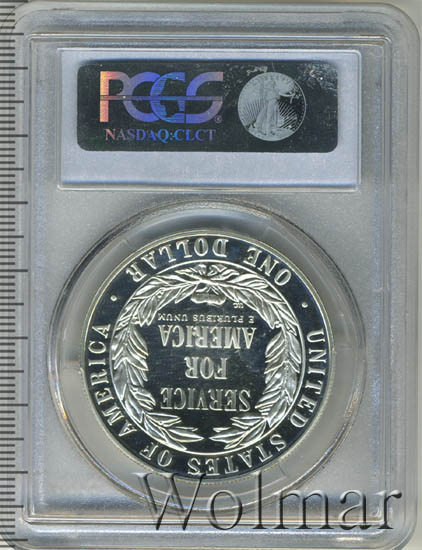 PCGS
NASDAQ:CLCT
UNITED STATES OF AMERICA · ONE DOLLAR ·
SERVICE
FOR
AMERICA
E PLURIBUS UNUM
Wolmar